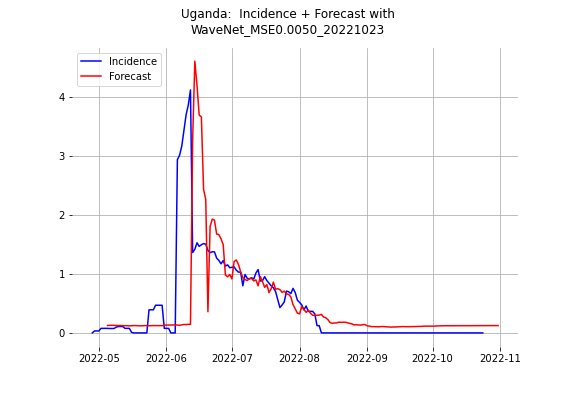 Uganda:  Incidence + Forecast with
WaveNet_MSE0.0050_20221023
Incidence
Forecast
4
3
2
1
0
2022-05 2022-06 2022-07 2022-08 2022-09 2022-10 2022-11